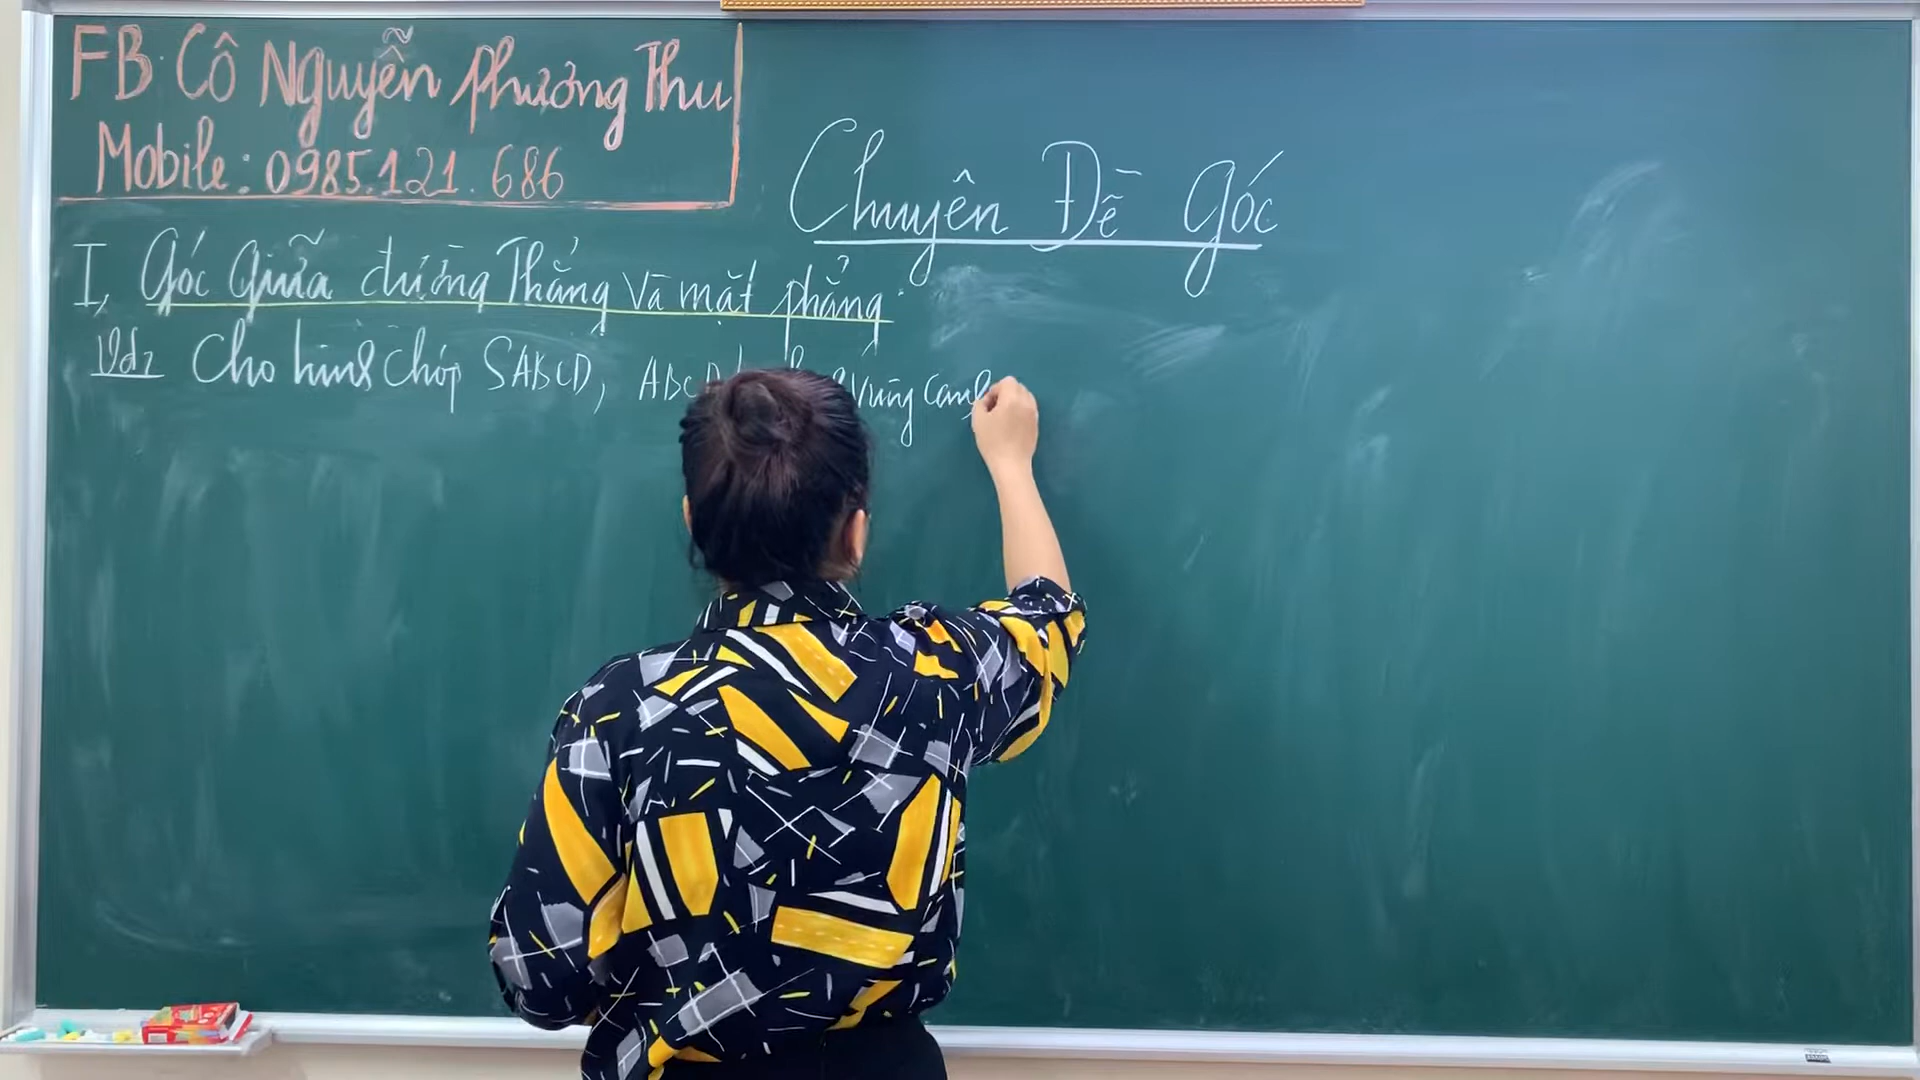 FB: Cô Nguyễn Phương Thu
Mobile: 0985.121.686
Chuyên Đề Góc
I, Góc giữa đường Thẳng và mặt phẳng
Vd1 Cho hình chóp SABCD, ABCD vuông cạnh